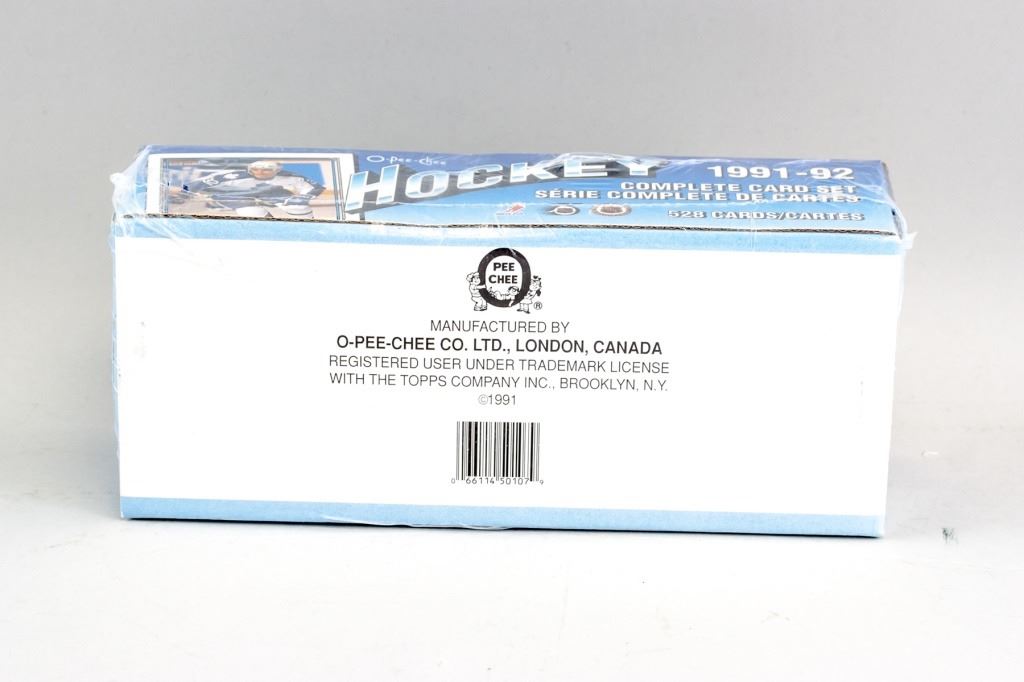 O-Pee-Chee
HOCKEY
1991-92
COMPLETE CARD SET
SÉRIE COMPLETE DE CARTES
528 CARDS/CARTES
PEE
CHEE
®
MANUFACTURED BY
O-PEE-CHEE CO. LTD., LONDON, CANADA
REGISTERED USER UNDER TRADEMARK LICENSE
WITH THE TOPPS COMPANY INC., BROOKLYN, N.Y.
©1991
0 66114 50107 9